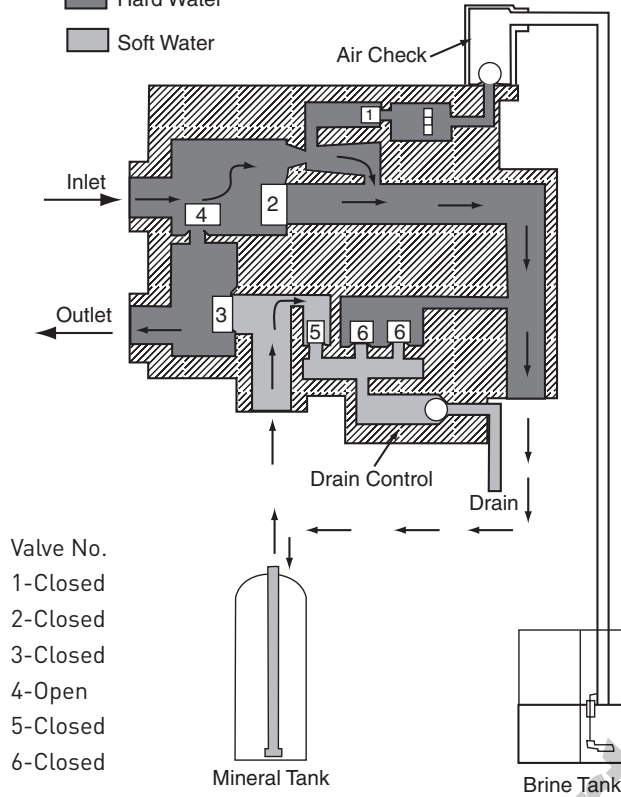 Hard Water
Soft Water
Air Check
1
Inlet
2
4
Outlet
3
5
6
6
Drain Control
Drain
Valve No.
1-Closed
2-Closed
3-Closed
4-Open
5-Closed
6-Closed
Mineral Tank
Brine Tank